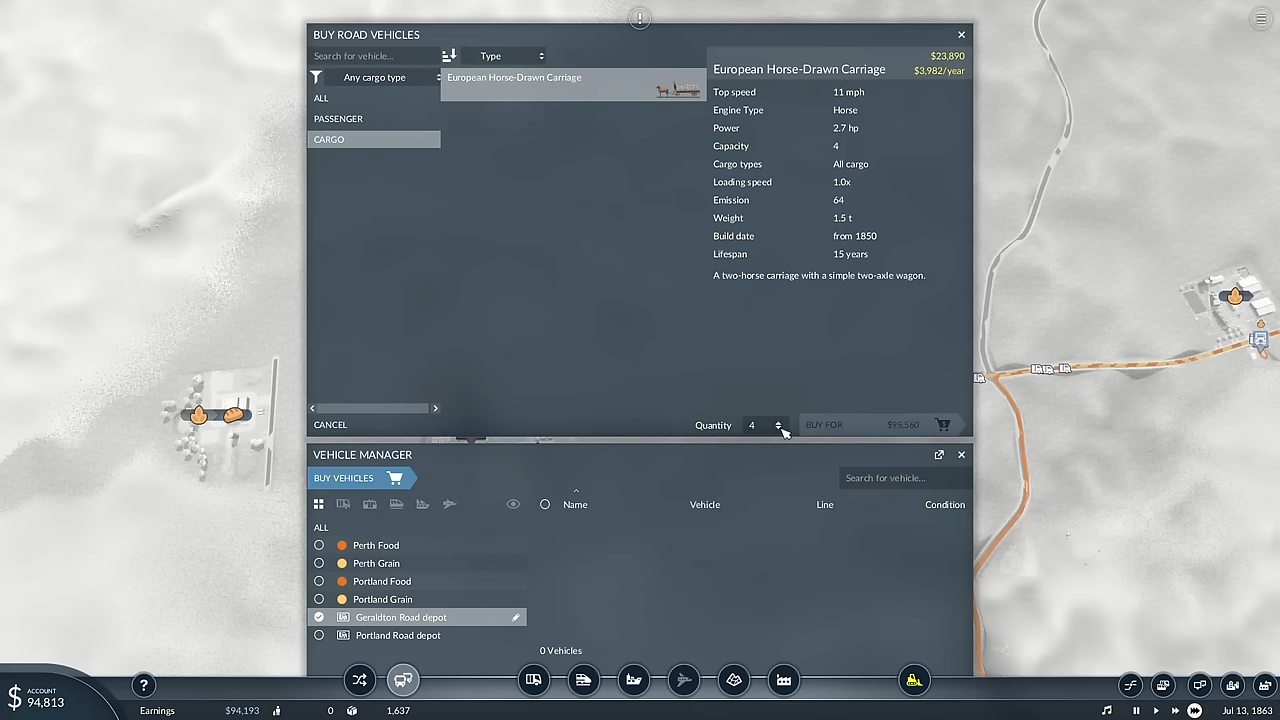 BUY ROAD VEHICLES
Search for vehicle...
Type
Any cargo type
ALL
PASSENGER
CARGO
European Horse-Drawn Carriage
European Horse-Drawn Carriage
$23,890
$3,982/year
Top speed 11 mph
Engine Type Horse
Power 2.7 hp
Capacity 4
Cargo types All cargo
Loading speed 1.0x
Emission 64
Weight 1.5 t
Build date from 1850
Lifespan 15 years
A two-horse carriage with a simple two-axle wagon.
CANCEL
Quantity 4
BUY FOR $95,560
VEHICLE MANAGER
BUY VEHICLES
Search for vehicle...
Name Vehicle Line Condition
ALL
Perth Food
Perth Grain
Portland Food
Portland Grain
Geraldton Road depot
Portland Road depot
0 Vehicles
$ ACCOUNT
94,813
?
Earnings $94,193 0 1,637
Jul 13, 1863